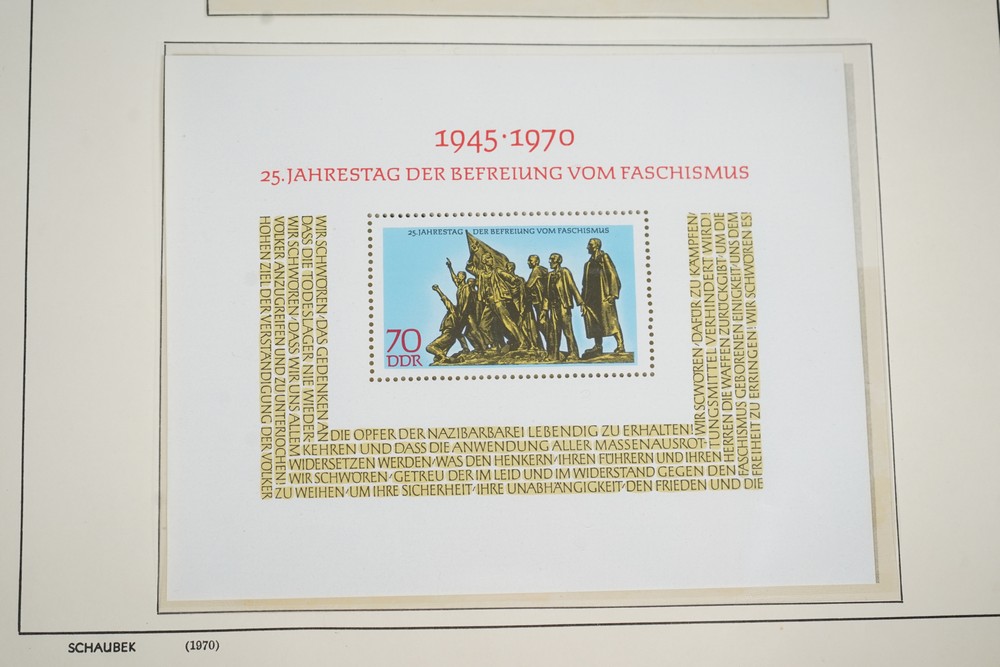 1945·1970
25. JAHRESTAG DER BEFREIUNG VOM FASCHISMUS
25. JAHRESTAG DER BEFREIUNG VOM FASCHISMUS
70
DDR
WIR SCHWÖREN, DAS GEDENKEN AN
DIE OPFER DER NAZIBARBAREI LEBENDIG ZU ERHALTEN!
WIR SCWÖREN, DAFÜR ZU KÄMPFEN,
DASS DIE TODESLAGER NIE WIEDER-
KEHREN UND DASS DIE ANWENDUNG ALLER MASSENAUSROT-
TUNGSMITTEL VERHINDERT WIRD!
WIR SCHWÖREN, DASS WIR UNS ALLEM
WIDERSETZEN WERDEN, WAS DEN HENKERN, IHREN FÜHRERN UND IHREN
HERREN DIE WAFFEN ZURÜCKGIBT, UM DIE
VÖLKER ANZUGREIFEN UND ZU UNTERJOCHEN!
WIR SCHWÖREN, GETREU DER IM LEID UND IM WIDERSTAND GEGEN DEN
FASCHISMUS GEBORENEN EINIGKEIT, UNS DEM
HOHEN ZIEL DER VERSTÄNDIGUNG DER VÖLKER
ZU WEIHEN, UM IHRE SICHERHEIT, IHRE UNABHÄNGIGKEIT, DEN FRIEDEN UND DIE
FREIHEIT ZU ERRINGEN! WIR SCHWÖREN ES!
SCHAUBEK (1970)